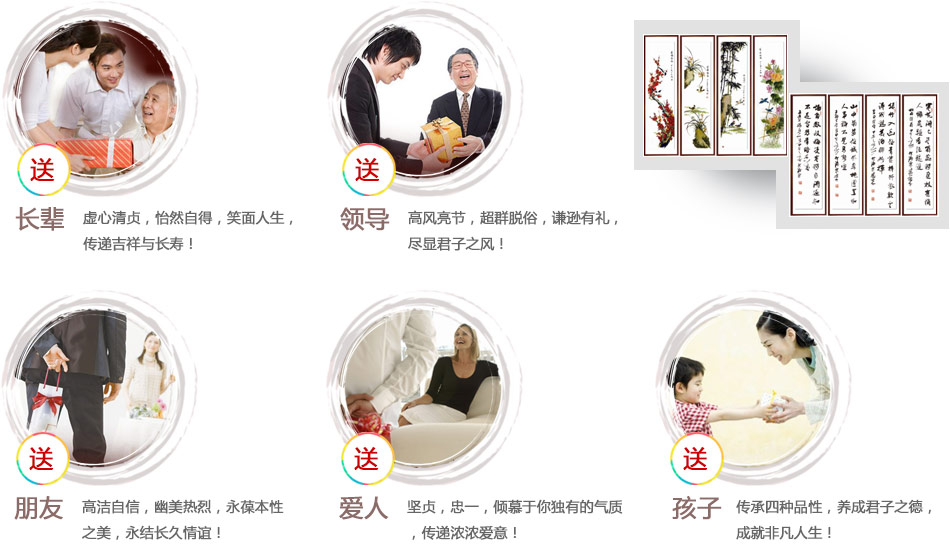 送
长辈
虚心清贞，怡然自得，笑面人生，
传递吉祥与长寿！
送
领导
高风亮节，超群脱俗，谦逊有礼，
尽显君子之风！
送
朋友
高洁自信，幽美热烈，永葆本性
之美，永结长久情谊！
送
爱人
坚贞，忠一，倾慕于你独有的气质
，传递浓浓爱意！
送
孩子
传承四种品性，养成君子之德，
成就非凡人生！